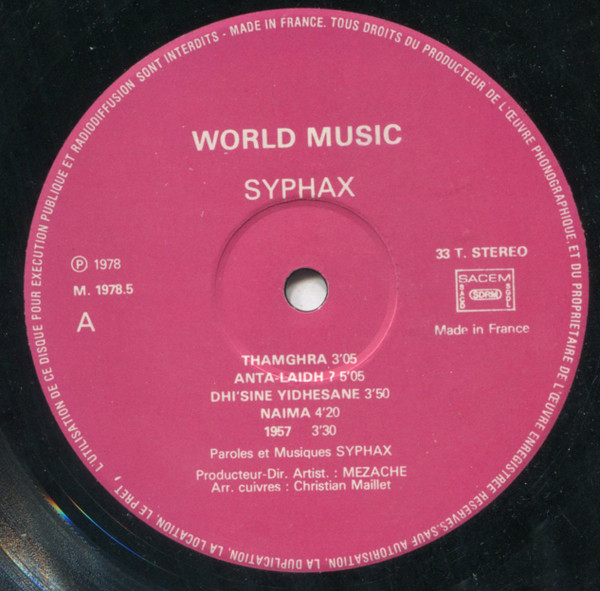 MADE IN FRANCE. TOUS DROITS DU PRODUCTEUR DE L'ŒUVRE PHONOGRAPHIQUE. ET DU PROPRIETAIRE DE L'ŒUVRE ENREGISTREE RESERVES. SAUF AUTORISATION, LA DUPLICATION, LA LOCATION, LE PRET, L'UTILISATION DE CE DISQUE POUR EXECUTION PUBLIQUE ET RADIODIFFUSION SONT INTERDITS -
WORLD MUSIC
SYPHAX
℗ 1978
M. 1978.5
A
33 T. STEREO
SACEM
SACD
SDRM
SGDL
Made in France
THAMGHRA 3'05
ANTA-LAIDH ? 5'05
DHI'SINE YIDHESANE 3'50
NAIMA 4'20
1957 3'30
Paroles et Musiques SYPHAX
Producteur-Dir. Artist. : MEZACHE
Arr. cuivres : Christian Maillet